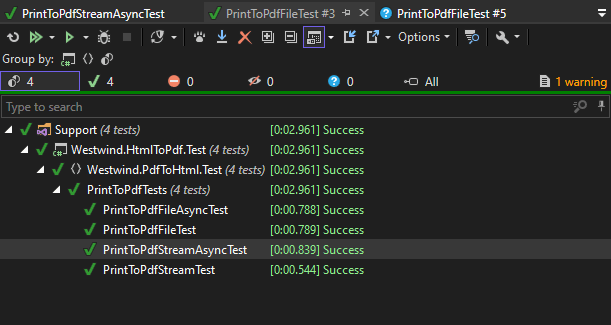 PrintToPdfStreamAsyncTest PrintToPdfFileTest #3 PrintToPdfFileTest #5
Options
Group by:
4 4 0 0 0 All 1 warning
Type to search
Support (4 tests) [0:02.961] Success
Westwind.HtmlToPdf.Test (4 tests) [0:02.961] Success
Westwind.PdfToHtml.Test (4 tests) [0:02.961] Success
PrintToPdfTests (4 tests) [0:02.961] Success
PrintToPdfFileAsyncTest [0:00.788] Success
PrintToPdfFileTest [0:00.789] Success
PrintToPdfStreamAsyncTest [0:00.839] Success
PrintToPdfStreamTest [0:00.544] Success